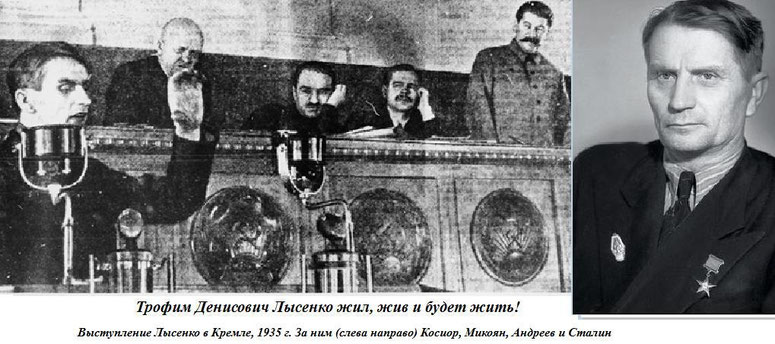 Трофим Денисович Лысенко жил, жив и будет жить!
Выступление Лысенко в Кремле, 1935 г. За ним (слева направо) Косиор, Микоян, Андреев и Сталин